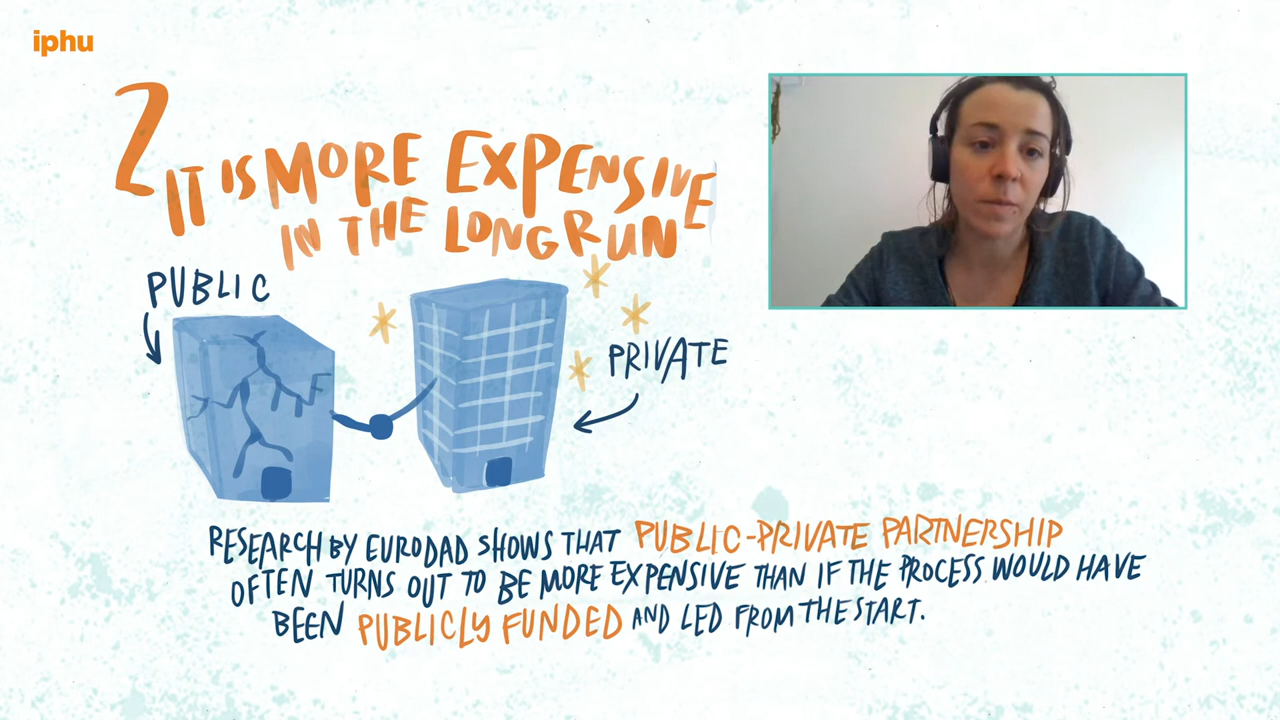 iphu
2 IT IS MORE EXPENSIVE
IN THE LONG RUN
PUBLIC
PRIVATE
RESEARCH BY EURODAD SHOWS THAT PUBLIC-PRIVATE PARTNERSHIP
OFTEN TURNS OUT TO BE MORE EXPENSIVE THAN IF THE PROCESS WOULD HAVE
BEEN PUBLICLY FUNDED AND LED FROM THE START.